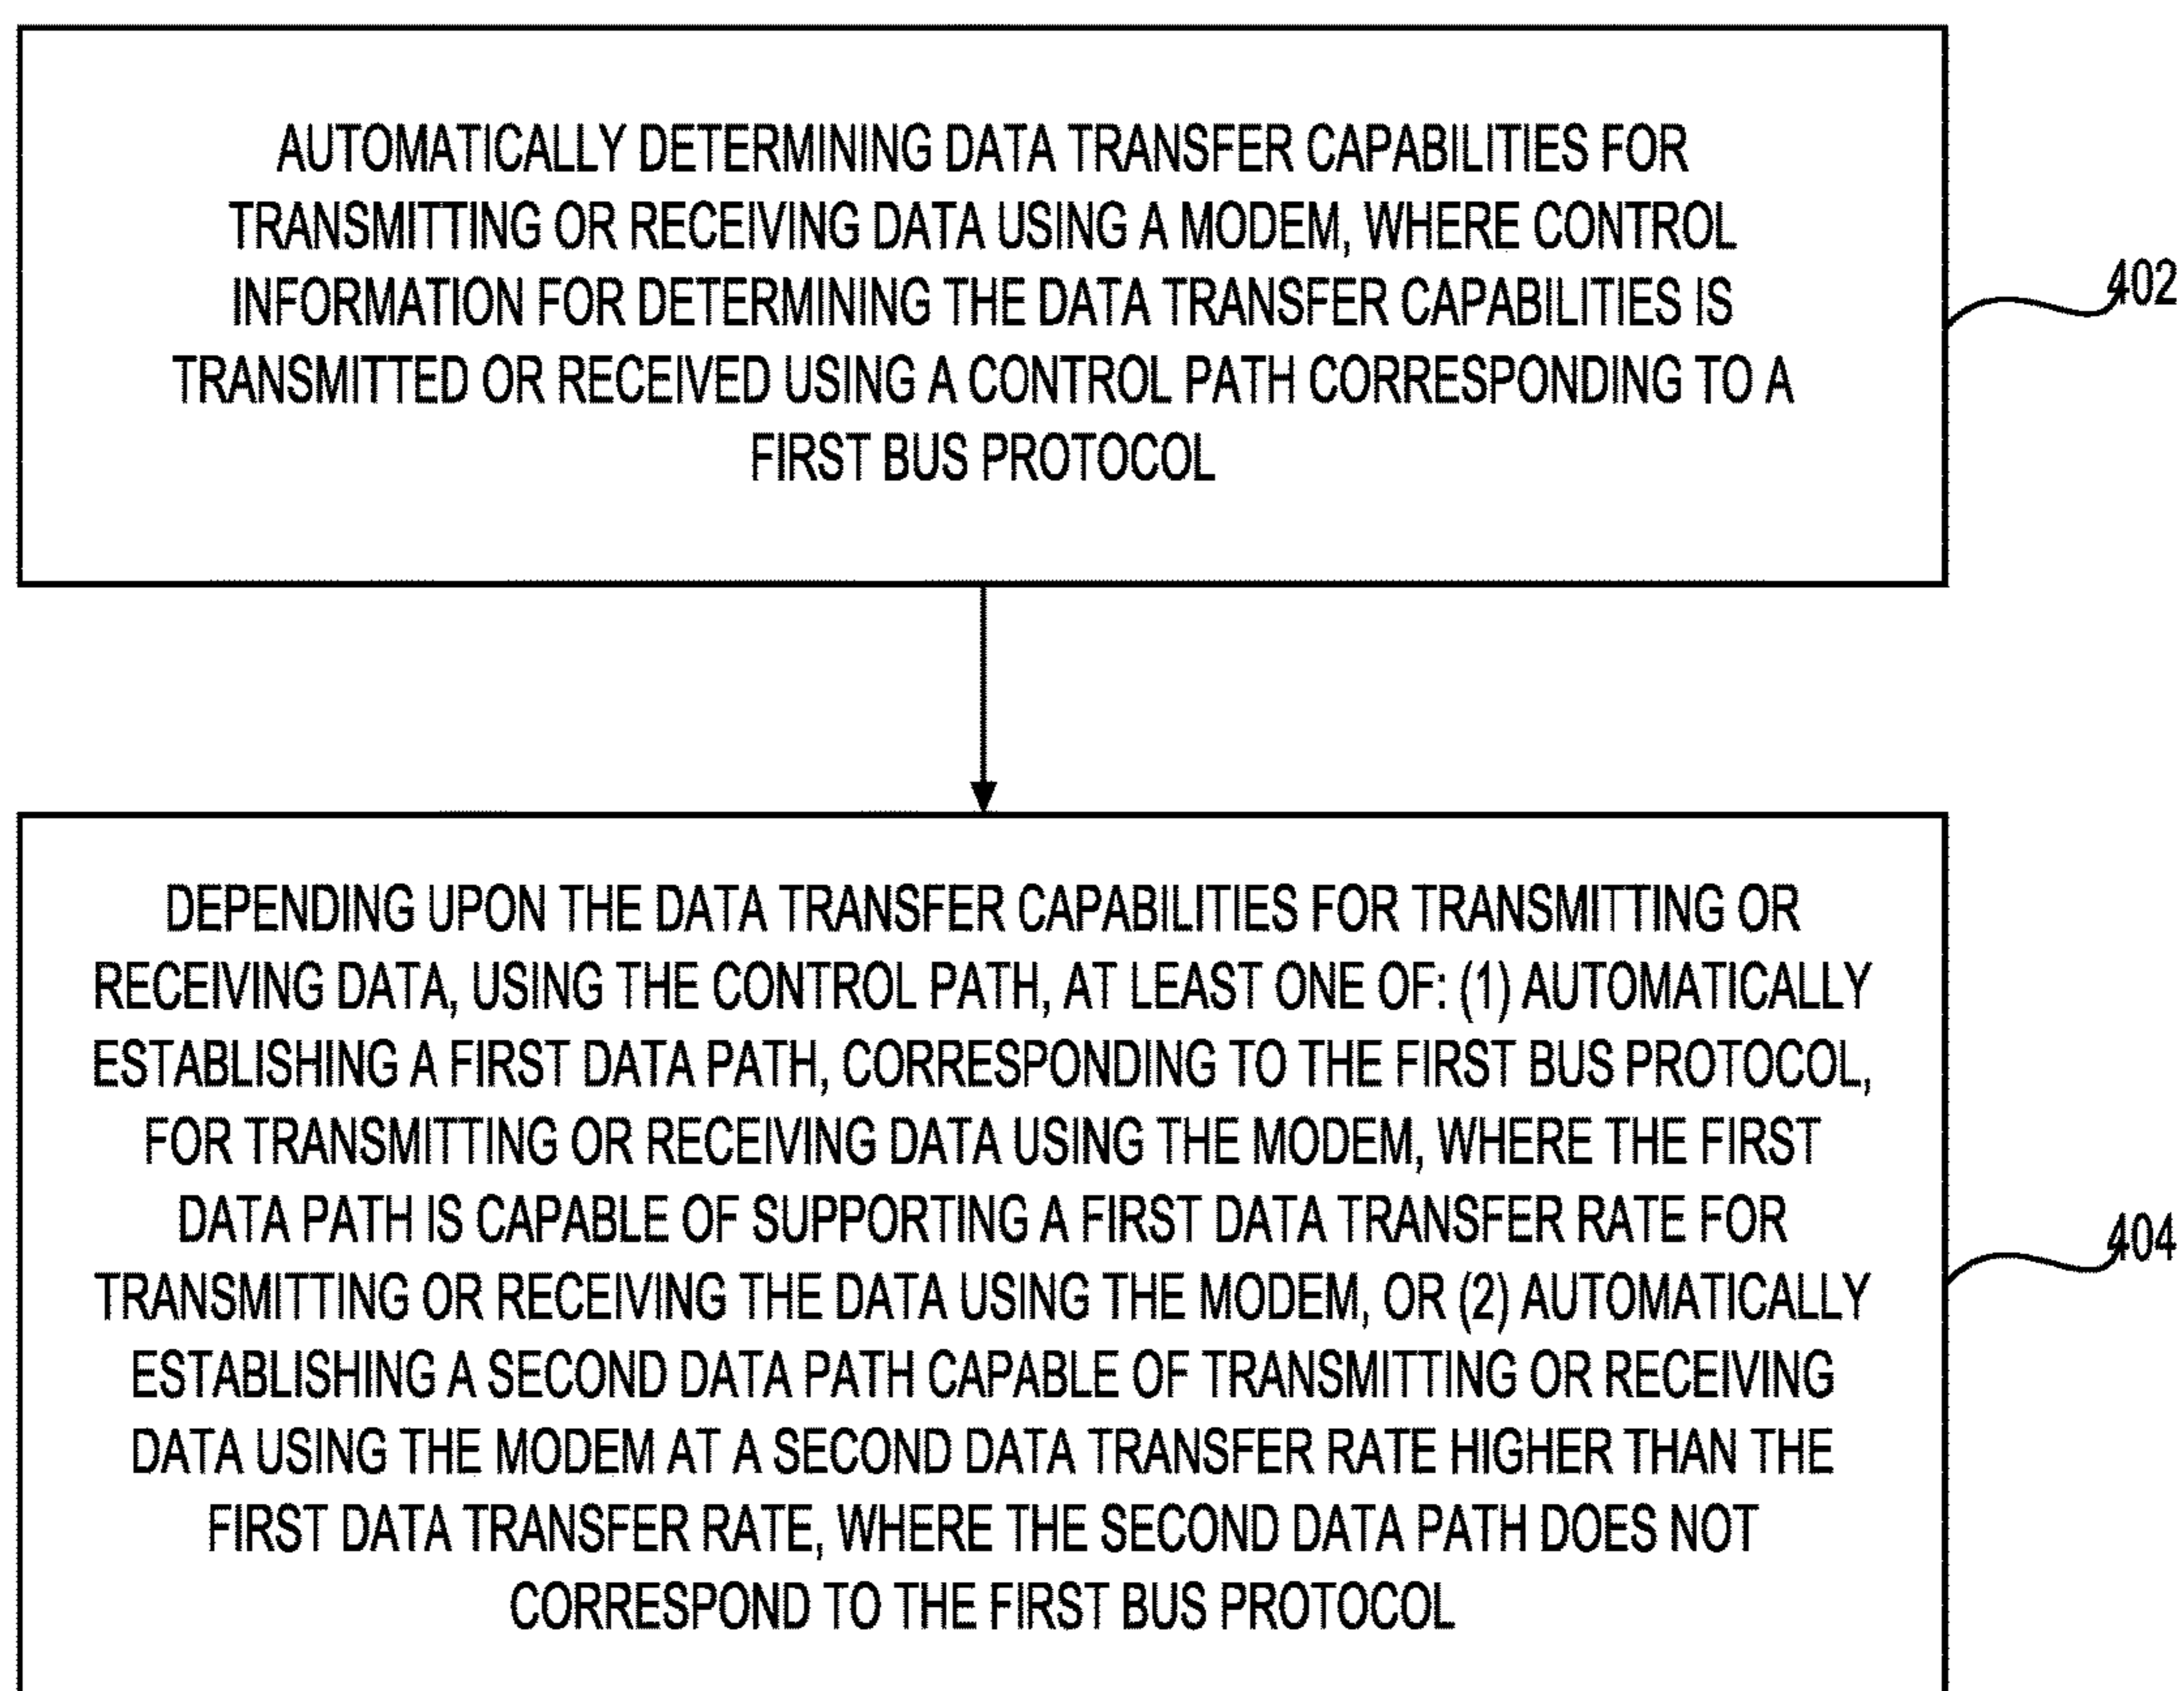 AUTOMATICALLY DETERMINING DATA TRANSFER CAPABILITIES FOR
TRANSMITTING OR RECEIVING DATA USING A MODEM, WHERE CONTROL
INFORMATION FOR DETERMINING THE DATA TRANSFER CAPABILITIES IS
TRANSMITTED OR RECEIVED USING A CONTROL PATH CORRESPONDING TO A
FIRST BUS PROTOCOL
402
DEPENDING UPON THE DATA TRANSFER CAPABILITIES FOR TRANSMITTING OR
RECEIVING DATA, USING THE CONTROL PATH, AT LEAST ONE OF: (1) AUTOMATICALLY
ESTABLISHING A FIRST DATA PATH, CORRESPONDING TO THE FIRST BUS PROTOCOL,
FOR TRANSMITTING OR RECEIVING DATA USING THE MODEM, WHERE THE FIRST
DATA PATH IS CAPABLE OF SUPPORTING A FIRST DATA TRANSFER RATE FOR
TRANSMITTING OR RECEIVING THE DATA USING THE MODEM, OR (2) AUTOMATICALLY
ESTABLISHING A SECOND DATA PATH CAPABLE OF TRANSMITTING OR RECEIVING
DATA USING THE MODEM AT A SECOND DATA TRANSFER RATE HIGHER THAN THE
FIRST DATA TRANSFER RATE, WHERE THE SECOND DATA PATH DOES NOT
CORRESPOND TO THE FIRST BUS PROTOCOL
404